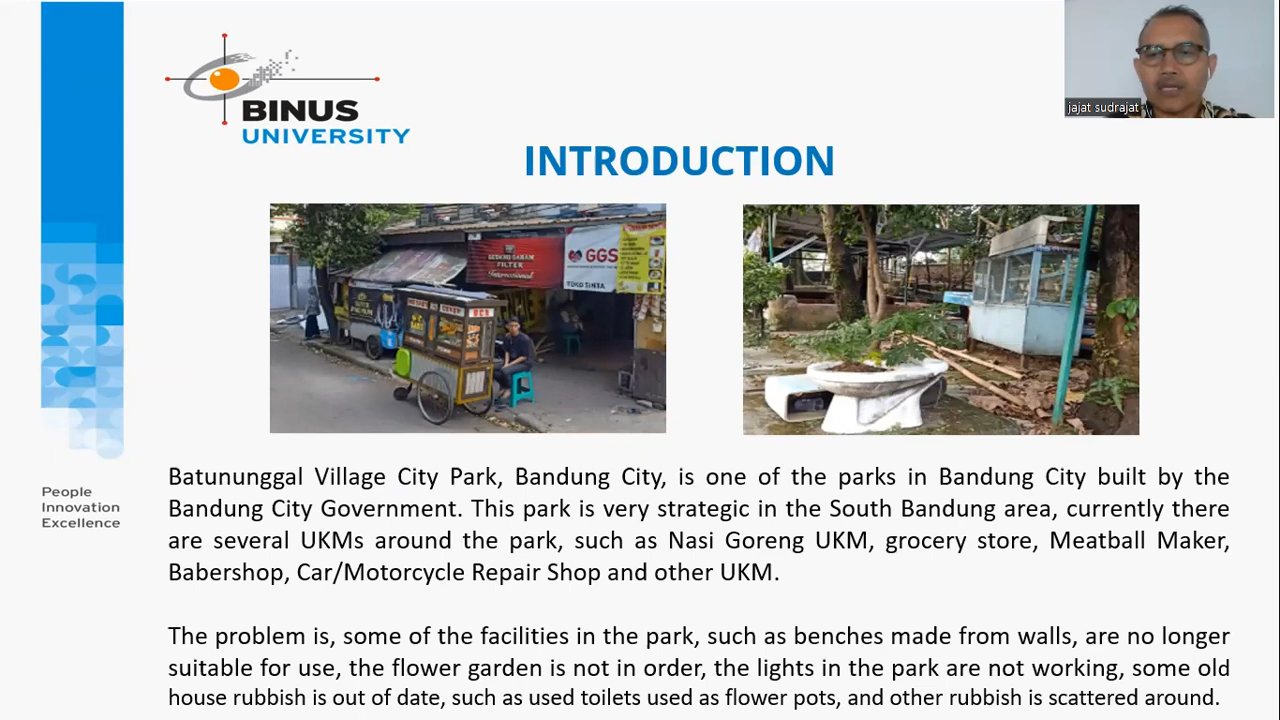 BINUS
UNIVERSITY
jajat sudrajat
INTRODUCTION
FILTER
International
GGS
TOKO SINTA
Batununggal Village City Park, Bandung City, is one of the parks in Bandung City built by the
Bandung City Government. This park is very strategic in the South Bandung area, currently there
are several UKMs around the park, such as Nasi Goreng UKM, grocery store, Meatball Maker,
Babershop, Car/Motorcycle Repair Shop and other UKM.
The problem is, some of the facilities in the park, such as benches made from walls, are no longer
suitable for use, the flower garden is not in order, the lights in the park are not working, some old
house rubbish is out of date, such as used toilets used as flower pots, and other rubbish is scattered around.
People
Innovation
Excellence